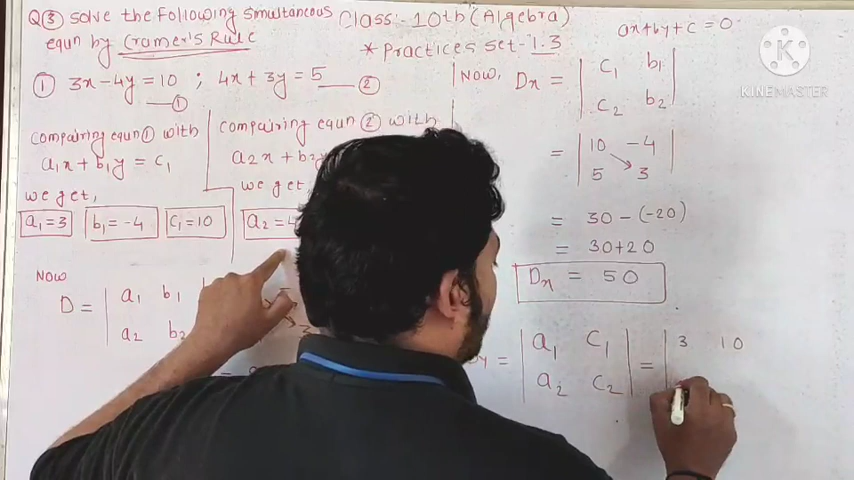 Q③ solve the following simultaneous
equn by Cramer's Rule
Class:- 10th (Algebra)
* Practices set-1.3
ax+by+c = 0
K
KINEMASTER
① 3x-4y = 10 ; 4x + 3y = 5
—① —②
comparing equn① with
a₁x + b₁y = c₁
we get,
a₁=3 b₁= -4 c₁=10
comparing equn ② with
a₂x + b₂y
we get,
a₂ = 4
Now
D = | a₁ b₁
a₂ b₂
Now, Dx = | c₁ b₁ |
| c₂ b₂ |
= | 10 -4 |
| 5 3 |
= 30 - (-20)
= 30+20
Dx = 50
y = | a₁ c₁ | = | 3 10
| a₂ c₂ |